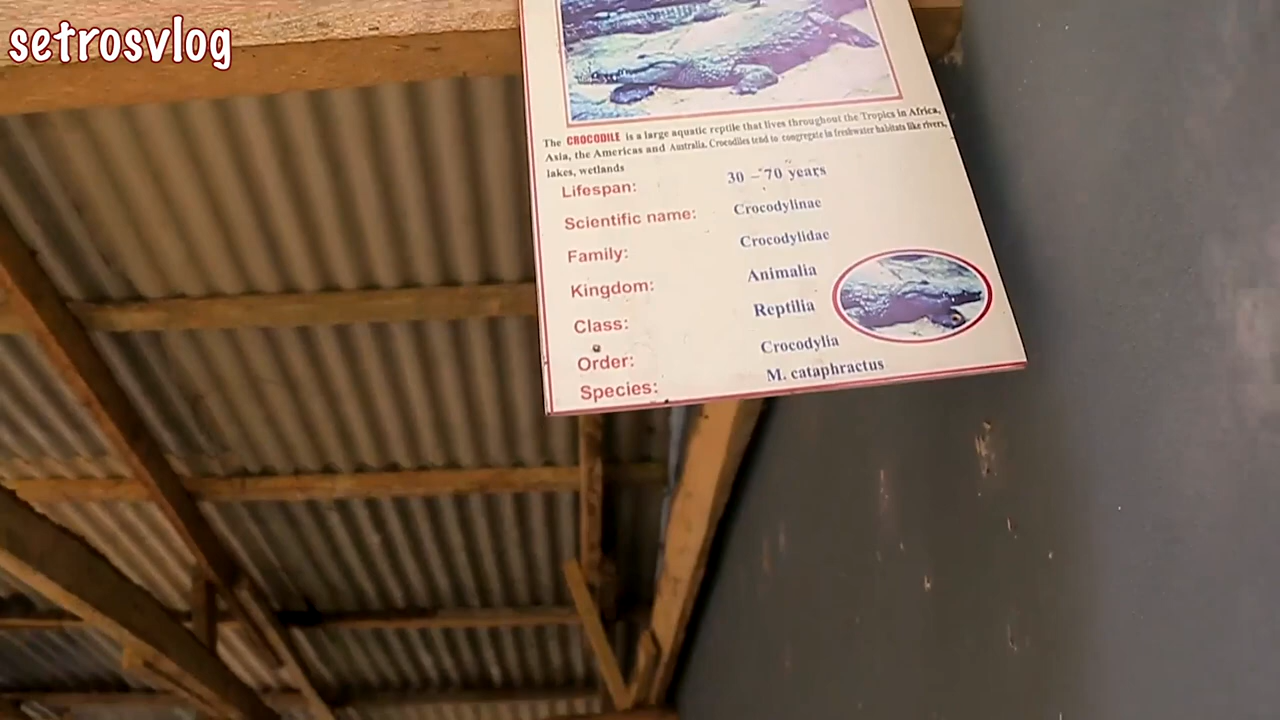 setrosvlog
The CROCODILE is a large aquatic reptile that lives throughout the Tropics in Africa,
Asia, the Americas and Australia. Crocodiles tend to congregate in freshwater habitats like rivers,
lakes, wetlands
Lifespan: 30 – 70 years
Scientific name: Crocodylinae
Family: Crocodylidae
Kingdom: Animalia
Class: Reptilia
Order: Crocodylia
Species: M. cataphractus